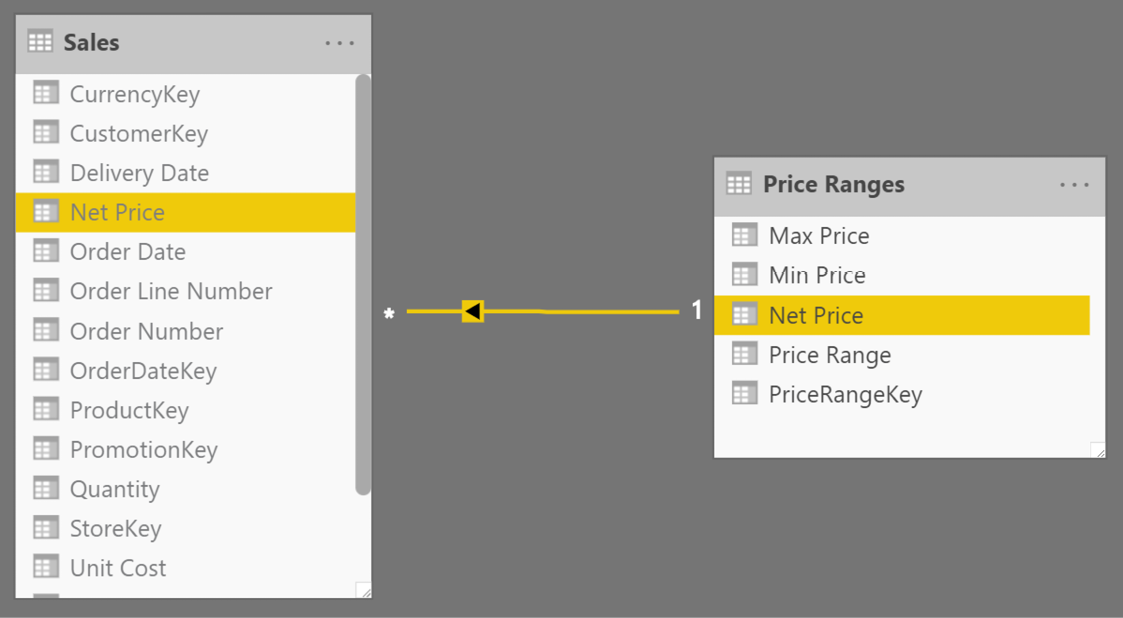 Sales
CurrencyKey
CustomerKey
Delivery Date
Net Price
Order Date
Order Line Number
Order Number
OrderDateKey
ProductKey
PromotionKey
Quantity
StoreKey
Unit Cost
*
1
Price Ranges
Max Price
Min Price
Net Price
Price Range
PriceRangeKey